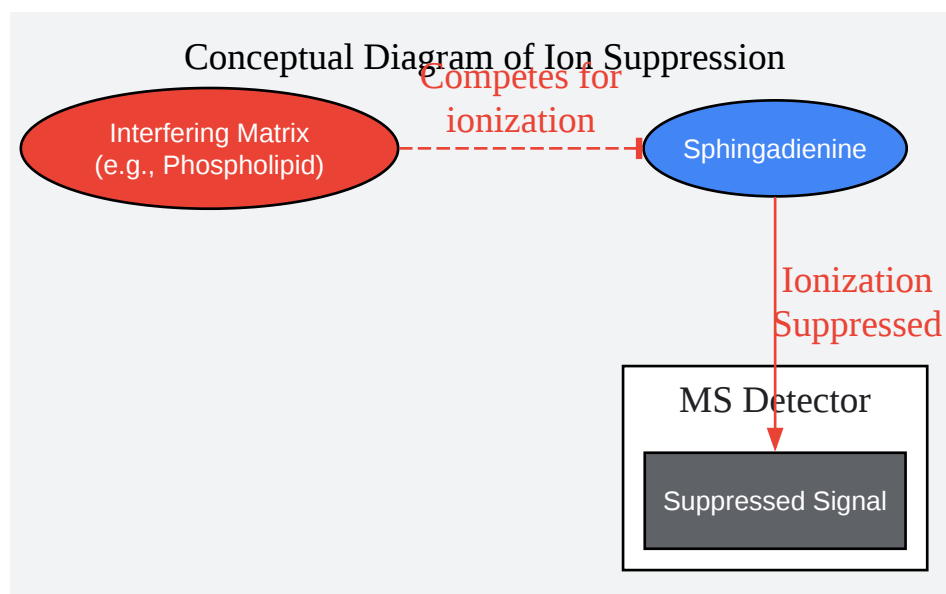 Conceptual Diagram of Ion Suppression
Competes for
ionization
Interfering Matrix
(e.g., Phospholipid)
Sphingadienine
Ionization
Suppressed
MS Detector
Suppressed Signal